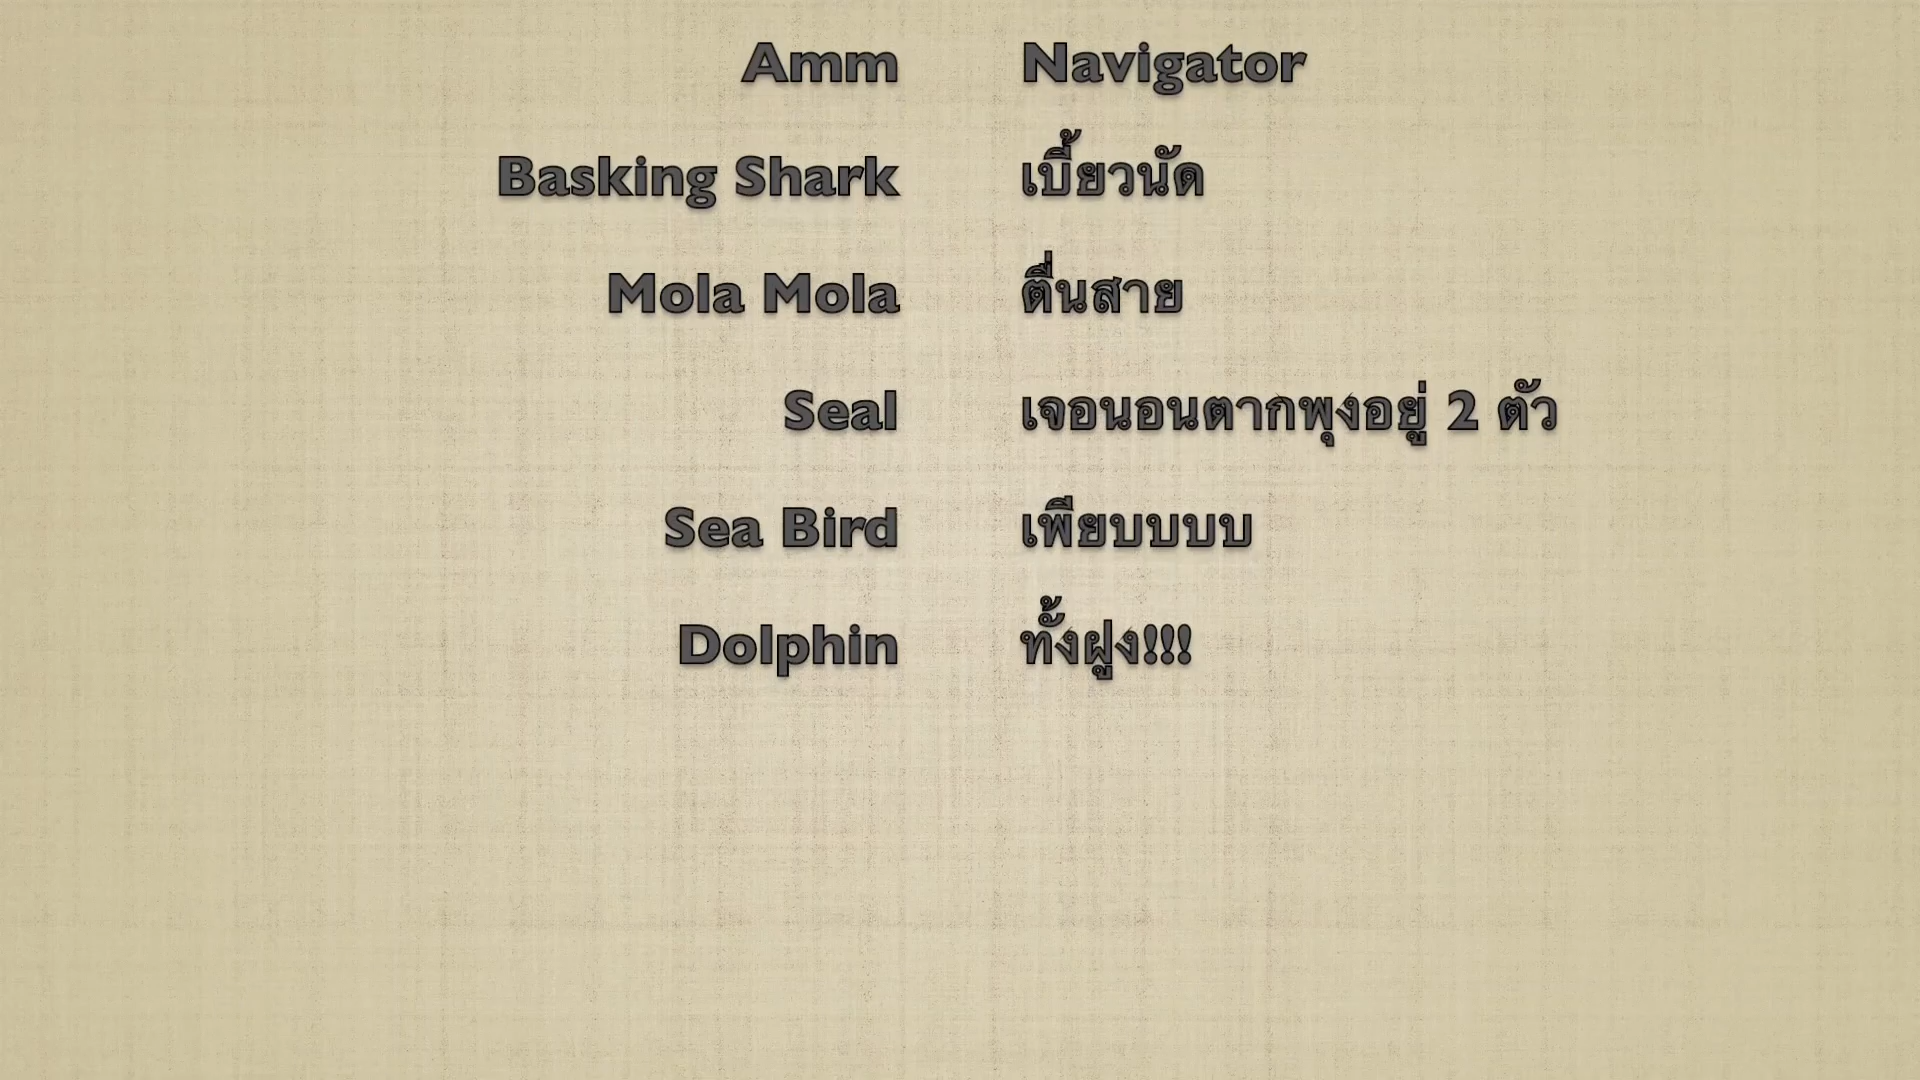 Amm Navigator
Basking Shark เบี้ยวนัด
Mola Mola ตื่นสาย
Seal เจอนอนตากพุงอยู่ 2 ตัว
Sea Bird เพียบบบบ
Dolphin ทั้งฝูง!!!